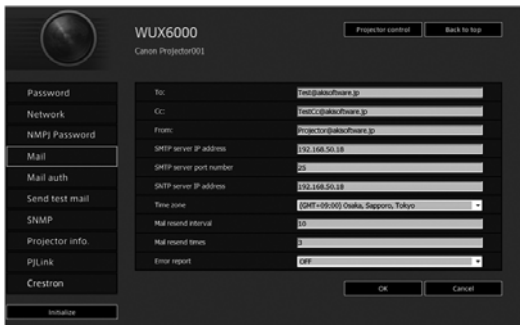 WUX6000
Projector control
Back to top
Canon Projector001
Password
Network
NMPJ Password
Mail
Mail auth
Send test mail
SNMP
Projector info.
PJLink
Crestron
Initialize
To: Test@akisoftware.jp
Cc: TestCc@akisoftware.jp
From: Projector@akisoftware.jp
SMTP server IP address 192.168.50.18
SMTP server port number 25
SNTP server IP address 192.168.50.18
Time zone (GMT+09:00) Osaka, Sapporo, Tokyo
Mail resend interval 10
Mail resend times 3
Error report OFF
OK
Cancel